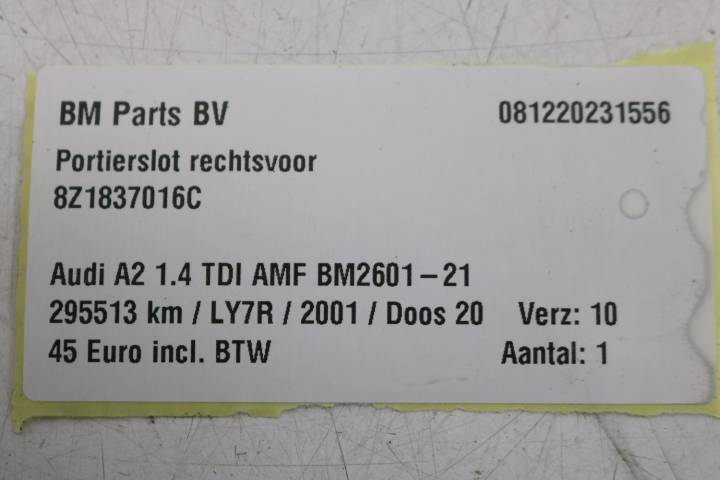 BM Parts BV 081220231556
Portierslot rechtsvoor
8Z1837016C
Audi A2 1.4 TDI AMF BM2601-21
295513 km / LY7R / 2001 / Doos 20 Verz: 10
45 Euro incl. BTW Aantal: 1